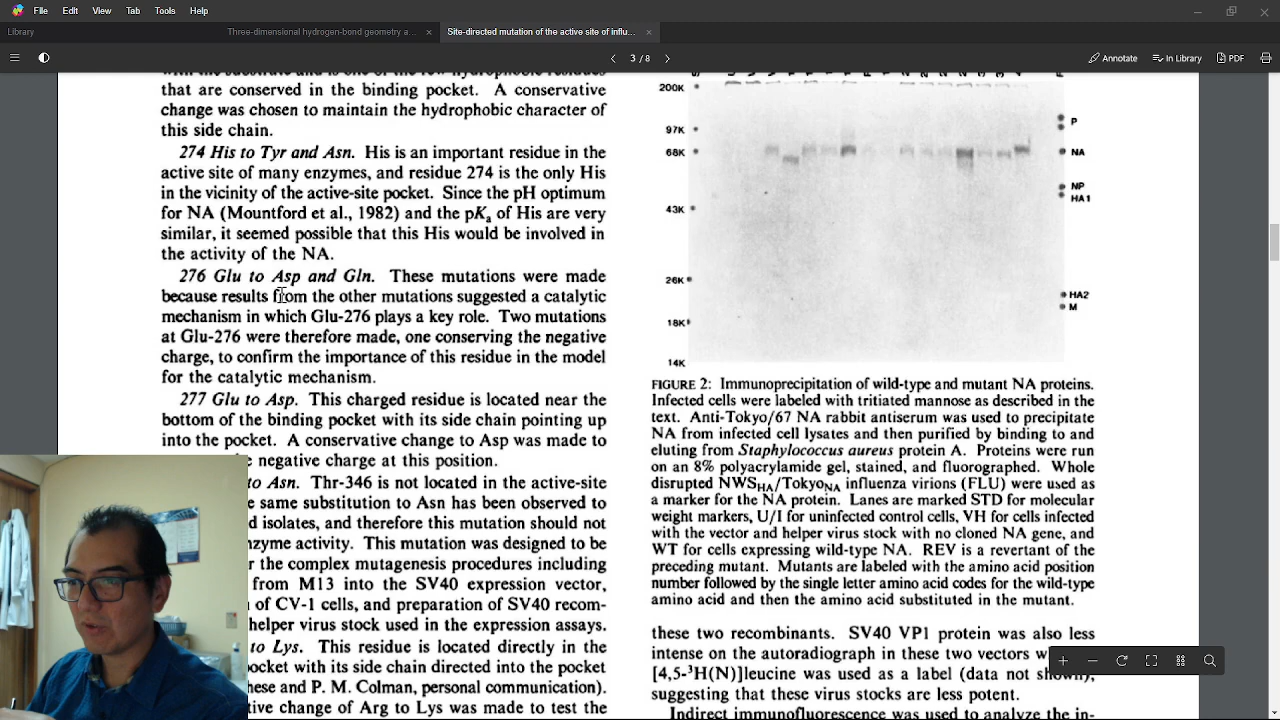 File Edit View Tab Tools Help
Library
Three-dimensional hydrogen-bond geometry a...
Site-directed mutation of the active site of influ...
3 / 8
Annotate In Library PDF
with the substrate and is one of the few hydrophobic residues
that are conserved in the binding pocket. A conservative
change was chosen to maintain the hydrophobic character of
this side chain.
274 His to Tyr and Asn. His is an important residue in the
active site of many enzymes, and residue 274 is the only His
in the vicinity of the active-site pocket. Since the pH optimum
for NA (Mountford et al., 1982) and the pKa of His are very
similar, it seemed possible that this His would be involved in
the activity of the NA.
276 Glu to Asp and Gln. These mutations were made
because results from the other mutations suggested a catalytic
mechanism in which Glu-276 plays a key role. Two mutations
at Glu-276 were therefore made, one conserving the negative
charge, to confirm the importance of this residue in the model
for the catalytic mechanism.
277 Glu to Asp. This charged residue is located near the
bottom of the binding pocket with its side chain pointing up
into the pocket. A conservative change to Asp was made to
negative charge at this position.
to Asn. Thr-346 is not located in the active-site
same substitution to Asn has been observed to
isolates, and therefore this mutation should not
activity. This mutation was designed to be
the complex mutagenesis procedures including
from M13 into the SV40 expression vector,
of CV-1 cells, and preparation of SV40 recom-
helper virus stock used in the expression assays.
to Lys. This residue is located directly in the
with its side chain directed into the pocket
and P. M. Colman, personal communication).
change of Arg to Lys was made to test the
200K
97K
68K
43K
26K
18K
14K
P
NA
NP
HA1
HA2
M
FIGURE 2: Immunoprecipitation of wild-type and mutant NA proteins.
Infected cells were labeled with tritiated mannose as described in the
text. Anti-Tokyo/67 NA rabbit antiserum was used to precipitate
NA from infected cell lysates and then purified by binding to and
eluting from Staphylococcus aureus protein A. Proteins were run
on an 8% polyacrylamide gel, stained, and fluorographed. Whole
disrupted NWSHA/TokyoNA influenza virions (FLU) were used as
a marker for the NA protein. Lanes are marked STD for molecular
weight markers, U/I for uninfected control cells, VH for cells infected
with the vector and helper virus stock with no cloned NA gene, and
WT for cells expressing wild-type NA. REV is a revertant of the
preceding mutant. Mutants are labeled with the amino acid position
number followed by the single letter amino acid codes for the wild-type
amino acid and then the amino acid substituted in the mutant.
these two recombinants. SV40 VP1 protein was also less
intense on the autoradiograph in these two vectors
[4,5-³H(N)]leucine was used as a label (data not shown),
suggesting that these virus stocks are less potent.
Indirect immunofluorescence was used to analyze the in-